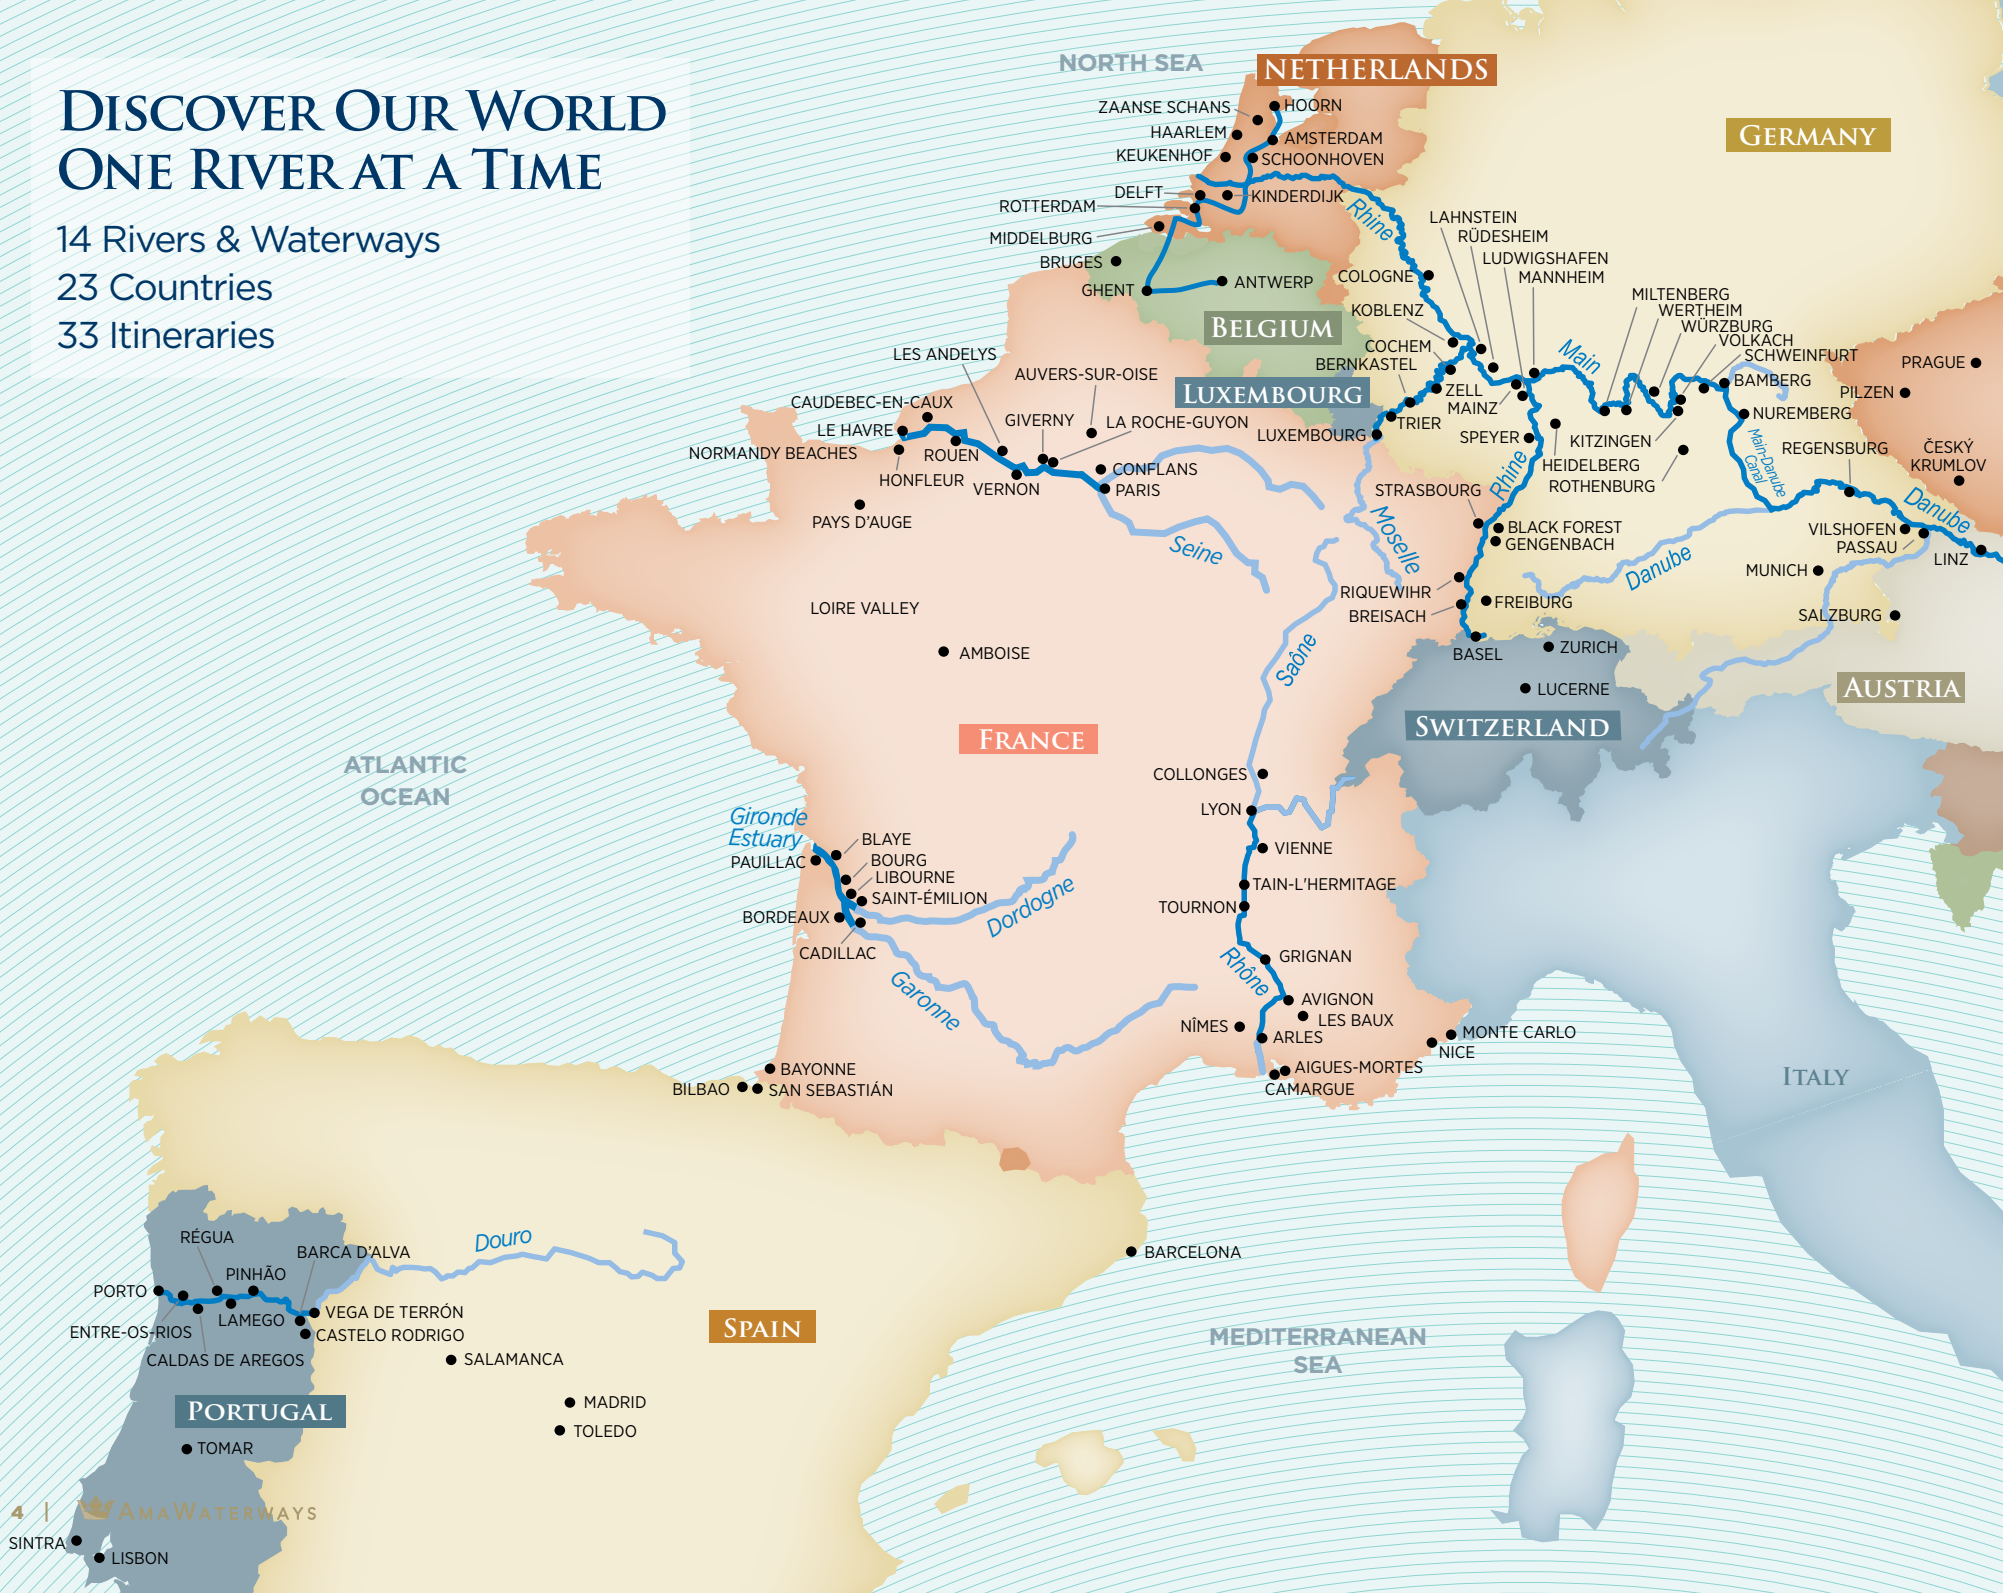 DISCOVER OUR WORLD
ONE RIVER AT A TIME
14 Rivers & Waterways
23 Countries
33 Itineraries
NORTH SEA
NETHERLANDS
ZAANSE SCHANS
HOORN
HAARLEM
AMSTERDAM
KEUKENHOF
SCHOONHOVEN
DELFT
KINDERDIJK
ROTTERDAM
MIDDELBURG
BRUGES
GHENT
ANTWERP
BELGIUM
LUXEMBOURG
LUXEMBOURG
GERMANY
Rhine
LAHNSTEIN
RÜDESHEIM
LUDWIGSHAFEN
MANNHEIM
COLOGNE
KOBLENZ
COCHEM
BERNKASTEL
ZELL
MAINZ
TRIER
SPEYER
Main
MILTENBERG
WERTHEIM
WÜRZBURG
VOLKACH
SCHWEINFURT
BAMBERG
NUREMBERG
KITZINGEN
HEIDELBERG
ROTHENBURG
Main-Danube
Canal
REGENSBURG
PRAGUE
PILZEN
ČESKÝ
KRUMLOV
Danube
VILSHOFEN
PASSAU
LINZ
MUNICH
SALZBURG
Danube
Rhine
STRASBOURG
BLACK FOREST
GENGENBACH
Moselle
RIQUEWIHR
BREISACH
FREIBURG
BASEL
ZURICH
LUCERNE
SWITZERLAND
AUSTRIA
LES ANDELYS
AUVERS-SUR-OISE
CAUDEBEC-EN-CAUX
GIVERNY
LA ROCHE-GUYON
LE HAVRE
NORMANDY BEACHES
ROUEN
HONFLEUR
VERNON
CONFLANS
PARIS
PAYS D'AUGE
Seine
LOIRE VALLEY
AMBOISE
Saône
FRANCE
ATLANTIC
OCEAN
COLLONGES
LYON
VIENNE
TAIN-L'HERMITAGE
TOURNON
GRIGNAN
Rhône
AVIGNON
LES BAUX
NÎMES
ARLES
AIGUES-MORTES
CAMARGUE
MONTE CARLO
NICE
Gironde
Estuary
BLAYE
PAUILLAC
BOURG
LIBOURNE
SAINT-ÉMILION
BORDEAUX
CADILLAC
Dordogne
Garonne
BAYONNE
BILBAO
SAN SEBASTIÁN
ITALY
BARCELONA
MEDITERRANEAN
SEA
RÉGUA
BARCA D'ALVA
Douro
PINHÃO
PORTO
VEGA DE TERRÓN
LAMEGO
ENTRE-OS-RIOS
CASTELO RODRIGO
CALDAS DE AREGOS
SPAIN
SALAMANCA
MADRID
TOLEDO
PORTUGAL
TOMAR
4 | AMAWATERWAYS
SINTRA
LISBON